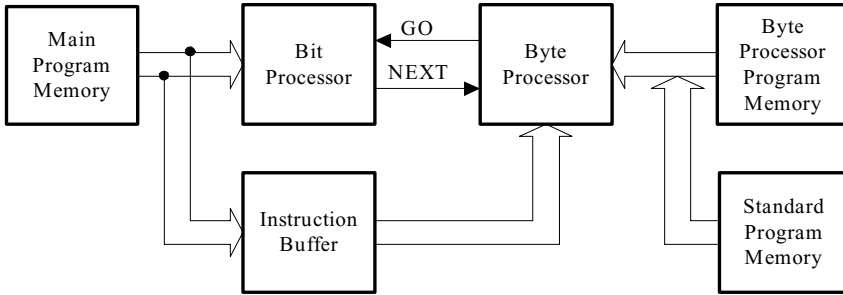 Main
Program
Memory
Bit
Processor
GO
NEXT
Byte
Processor
Byte
Processor
Program
Memory
Instruction
Buffer
Standard
Program
Memory